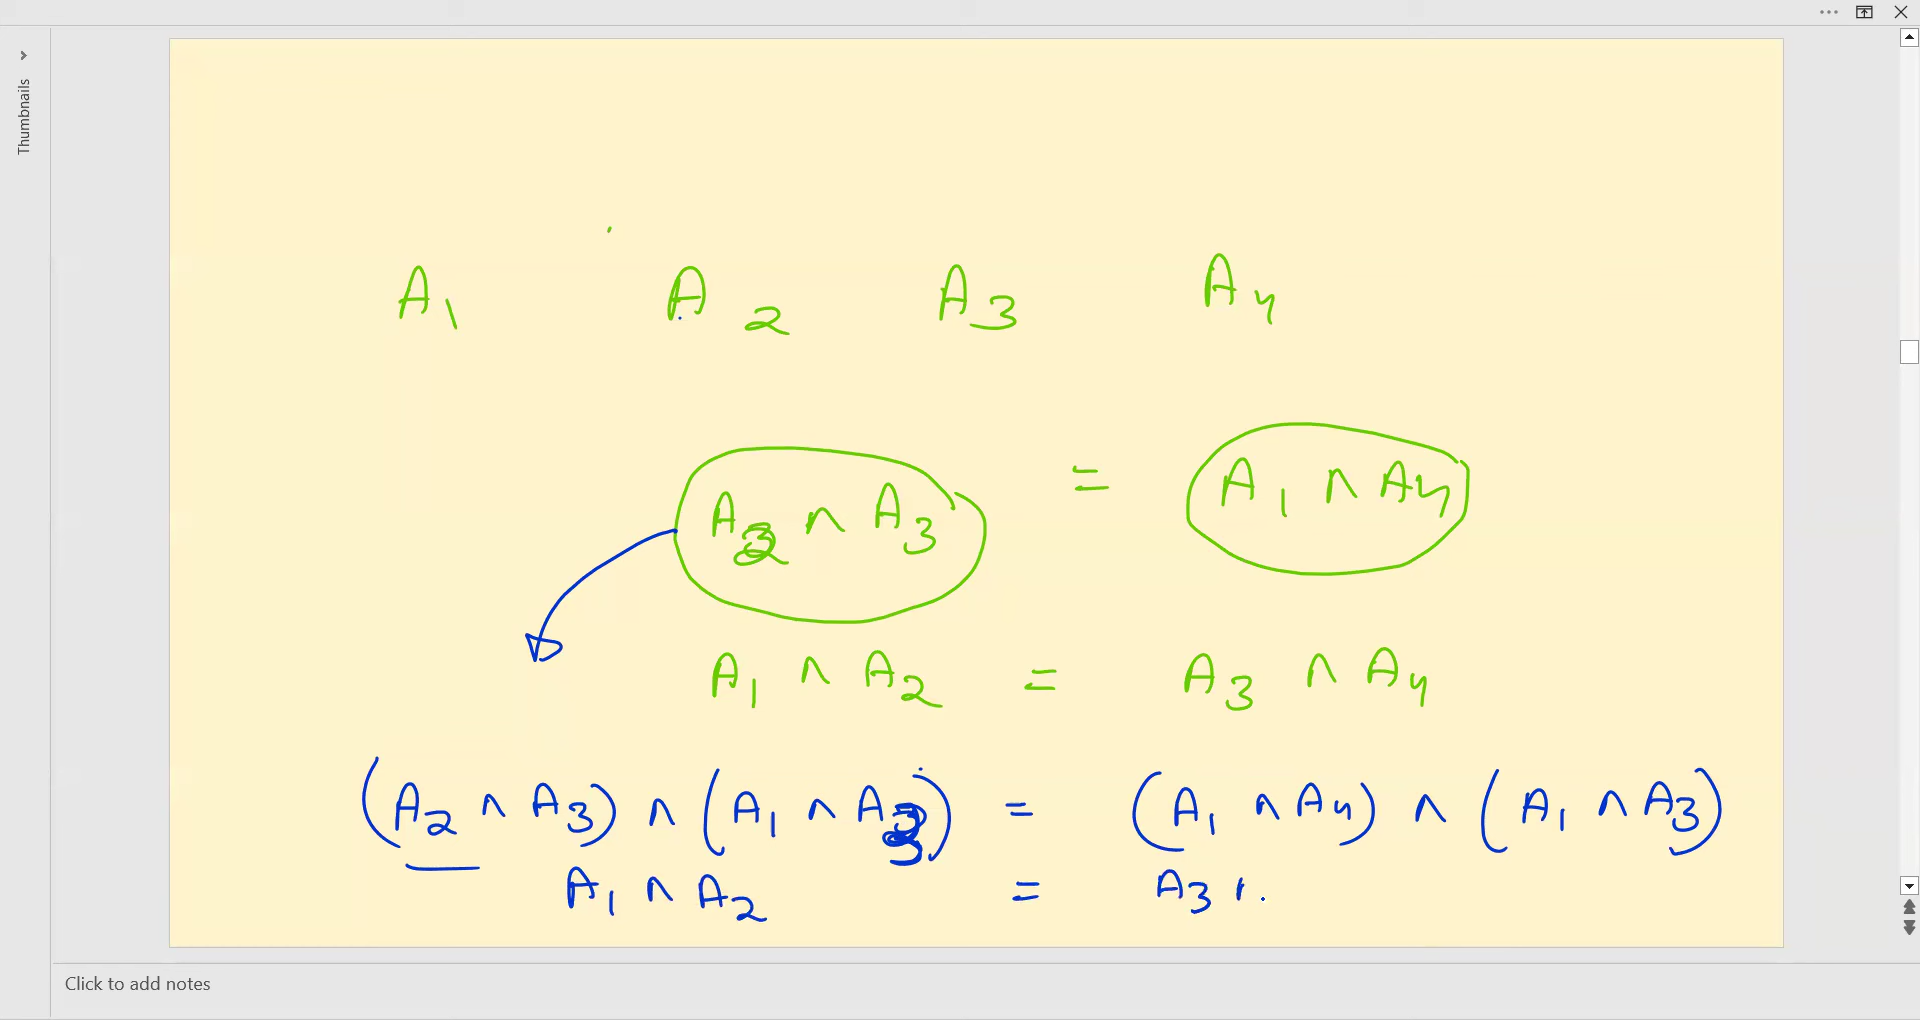 Thumbnails
A₁ A₂ A₃ A₄
A₂ ∩ A₃ = A₁ ∩ A₄
A₁ ∩ A₂ = A₃ ∩ A₄
(A₂ ∩ A₃) ∩ (A₁ ∩ A₃) = (A₁ ∩ A₄) ∩ (A₁ ∩ A₃)
A₁ ∩ A₂ = A₃
Click to add notes